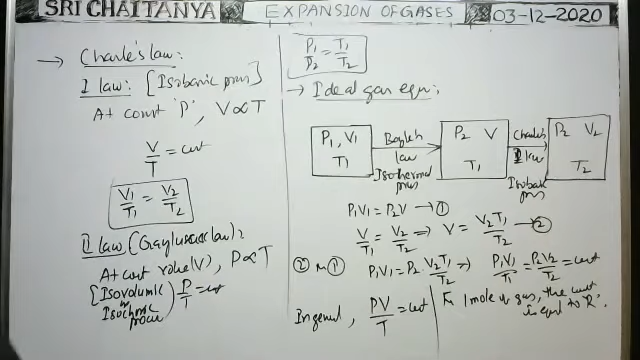 SRI CHAITANYA EXPANSION OF GASES 03-12-2020
→ Charle's law:
I law: [Isobaric process]
At const 'P', V∝T
V/T = const
V1/T1 = V2/T2
II law (Gaylussac law):
At const volume (V), P∝T
[Isovolumic or Isochoric process] P/T = const
P1/P2 = T1/T2
→ Ideal gas equn:
P1, V1
T1
Boyle's law
Isothermal process
P2 V
T1
Charle's I law
Isobaric process
P2 V2
T2
P1V1 = P2V → ①
V/T1 = V2/T2 ⇒ V = V2T1/T2 → ②
② in ① P1V1 = P2 · V2T1/T2 ⇒ P1V1/T1 = P2V2/T2 = const
In general, PV/T = const
For 1 mole of gas, the const is equal to 'R'.